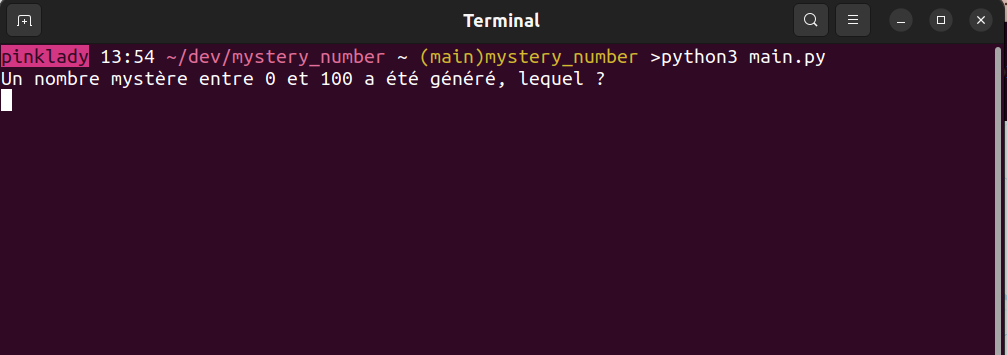 Terminal
pinklady 13:54 ~/dev/mystery_number ~ (main)mystery_number >python3 main.py
Un nombre mystère entre 0 et 100 a été généré, lequel ?